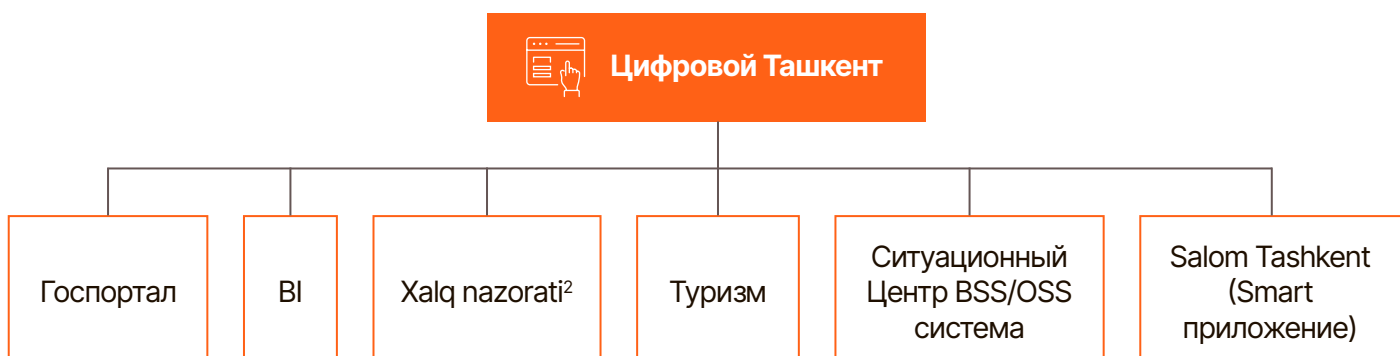 Цифровой Ташкент
Госпортал
BI
Xalq nazorati²
Туризм
Ситуационный
Центр BSS/OSS
система
Salom Tashkent
(Smart
приложение)